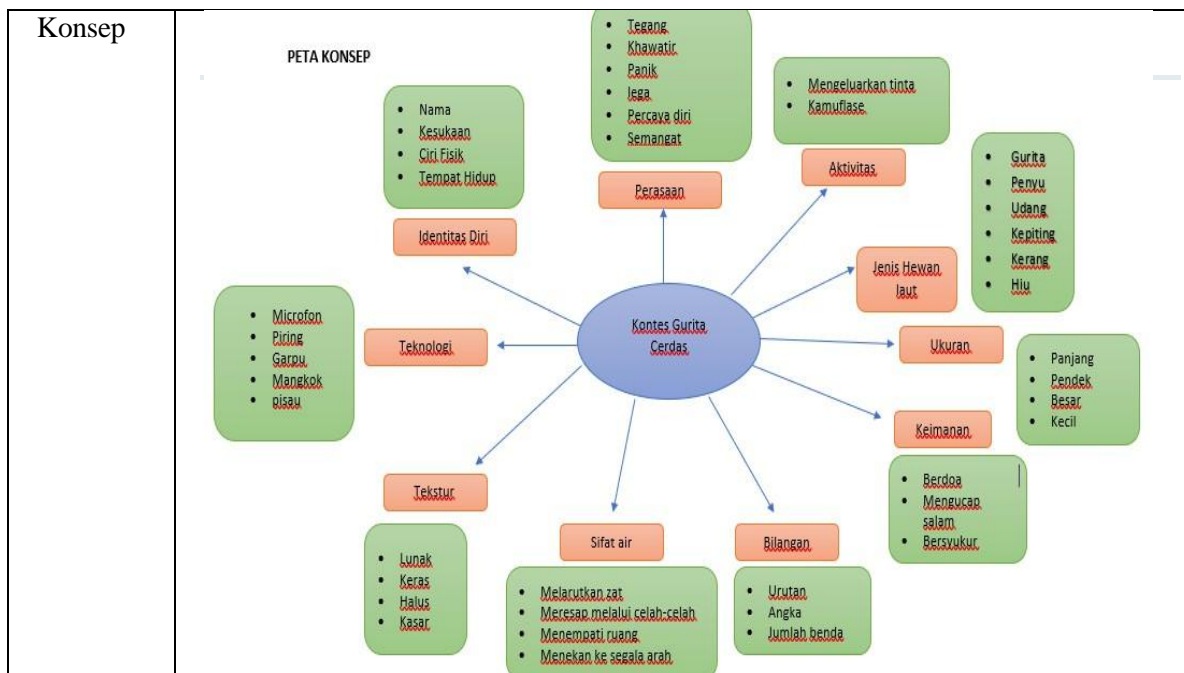 Konsep
PETA KONSEP
• Nama
• Kesukaan
• Ciri Fisik
• Tempat Hidup
Identitas Diri
• Tegang
• Khawatir
• Panik
• lega
• Percaya diri
• Semangat
Perasaan
• Mengeluarkan tinta
• Kamuflase
Aktivitas
• Gurita
• Penyu
• Udang
• Kepiting
• Kerang
• Hiu
Jenis Hewan
laut
Kontes Gurita
Cerdas
• Microfon
• Piring
• Garpu
• Mangkok
• pisau
Teknologi
Ukuran
• Panjang
• Pendek
• Besar
• Kecil
Keimanan
• Berdoa
• Mengucap
salam
• Bersyukur
Tekstur
• Lunak
• Keras
• Halus
• Kasar
Sifat air
• Melarutkan zat
• Meresap melalui celah-celah
• Menempati ruang
• Menekan ke segala arah
Bilangan
• Urutan
• Angka
• Jumlah benda